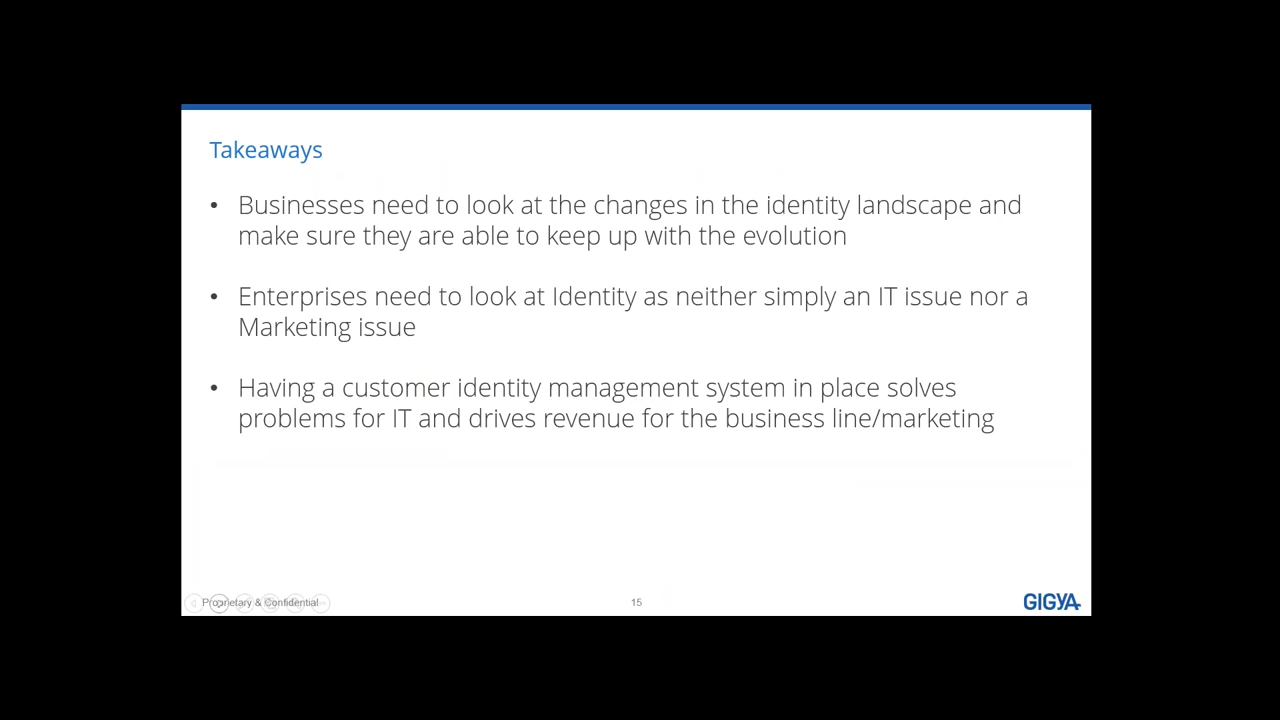 Takeaways
• Businesses need to look at the changes in the identity landscape and
make sure they are able to keep up with the evolution
• Enterprises need to look at Identity as neither simply an IT issue nor a
Marketing issue
• Having a customer identity management system in place solves
problems for IT and drives revenue for the business line/marketing
Proprietary & Confidential
15
GIGYA